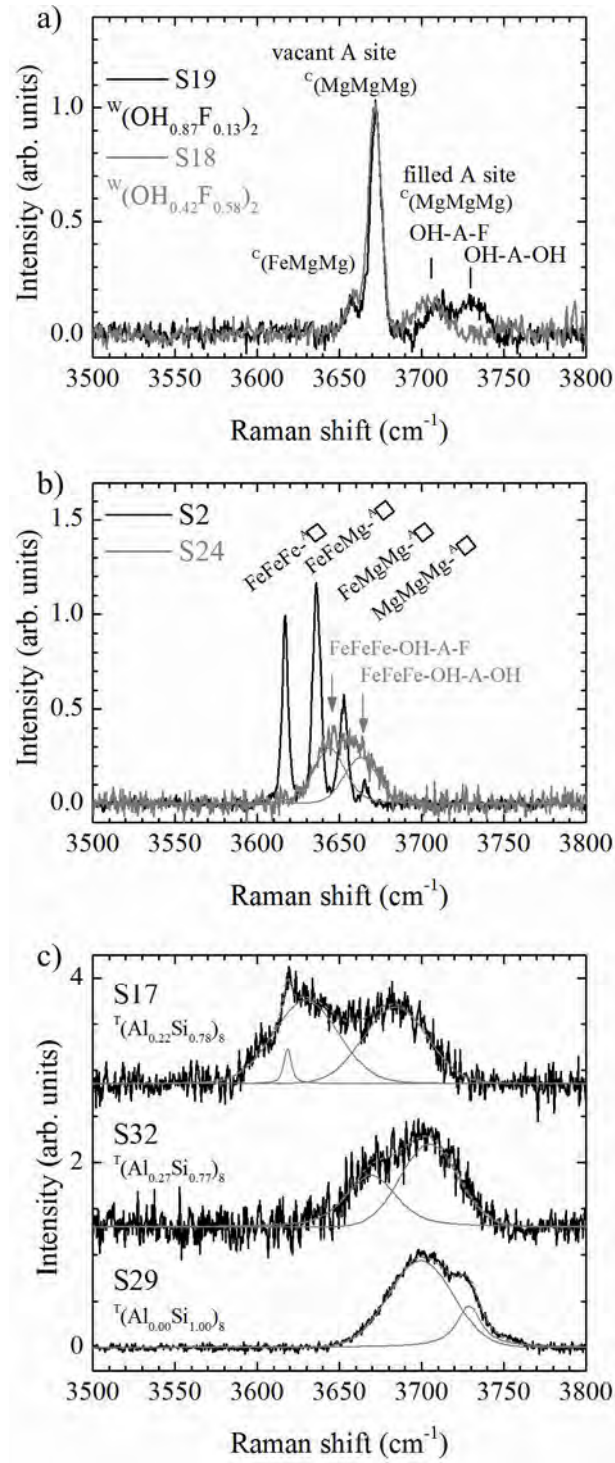 a)
vacant A site
C(MgMgMg)
S19
W(OH0.87F0.13)2
S18
W(OH0.42F0.58)2
filled A site
C(MgMgMg)
OH-A-F
OH-A-OH
C(FeMgMg)
Intensity (arb. units)
1.0
0.5
0.0
3500 3550 3600 3650 3700 3750 3800
Raman shift (cm-1)
b)
S2
S24
FeFeFe-A□
FeFeMg-A□
FeMgMg-A□
MgMgMg-A□
FeFeFe-OH-A-F
FeFeFe-OH-A-OH
Intensity (arb. units)
1.5
1.0
0.5
0.0
3500 3550 3600 3650 3700 3750 3800
Raman shift (cm-1)
c)
S17
T(Al0.22Si0.78)8
S32
T(Al0.27Si0.77)8
S29
T(Al0.00Si1.00)8
Intensity (arb. units)
4
2
0
3500 3550 3600 3650 3700 3750 3800
Raman shift (cm-1)